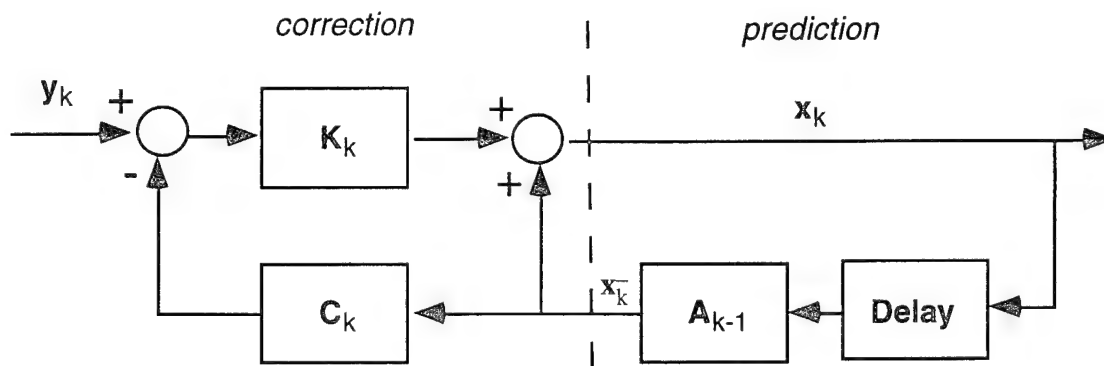 correction
prediction
y_k
+
K_k
+
x_k
-
+
C_k
x_k^-
A_{k-1}
Delay